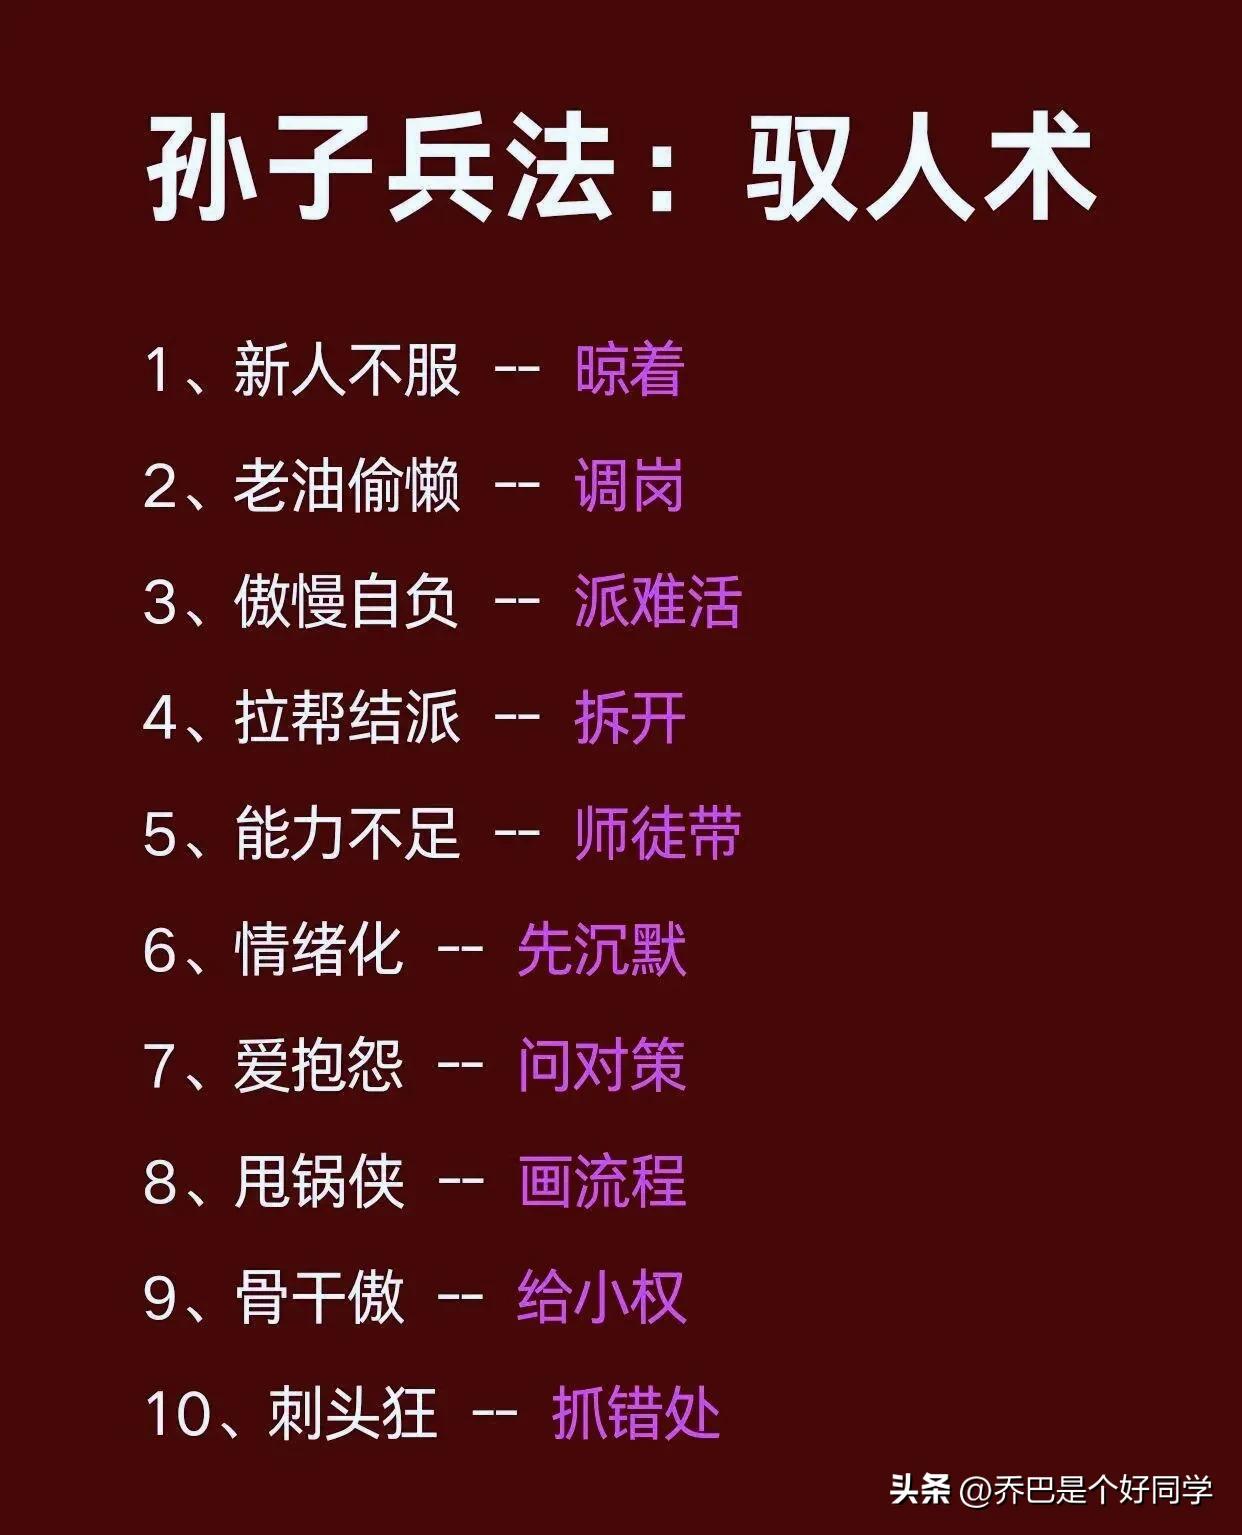 孙子兵法：驭人术
1、新人不服 -- 晾着
2、老油偷懒 -- 调岗
3、傲慢自负 -- 派难活
4、拉帮结派 -- 拆开
5、能力不足 -- 师徒带
6、情绪化 -- 先沉默
7、爱抱怨 -- 问对策
8、甩锅侠 -- 画流程
9、骨干傲 -- 给小权
10、刺头狂 -- 抓错处
头条 @乔巴是个好同学